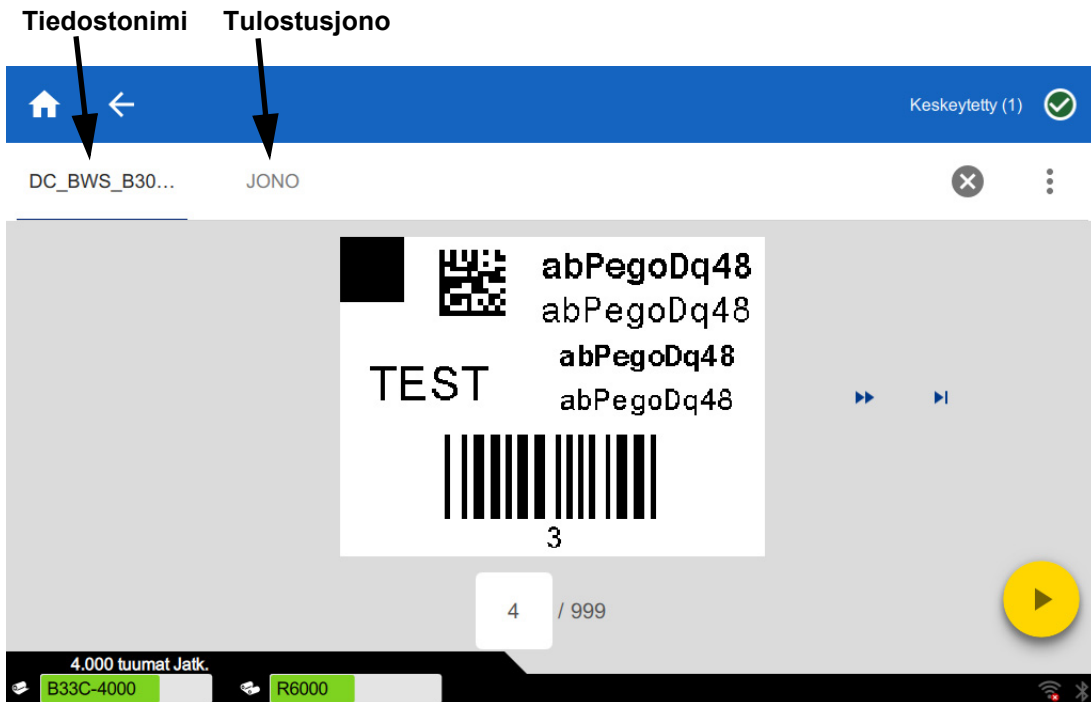 Tiedostonimi Tulostusjono
Keskeytetty (1)
DC_BWS_B30... JONO
abPegoDq48
abPegoDq48
abPegoDq48
TEST
abPegoDq48
3
4 / 999
4.000 tuumat Jatk.
B33C-4000 R6000